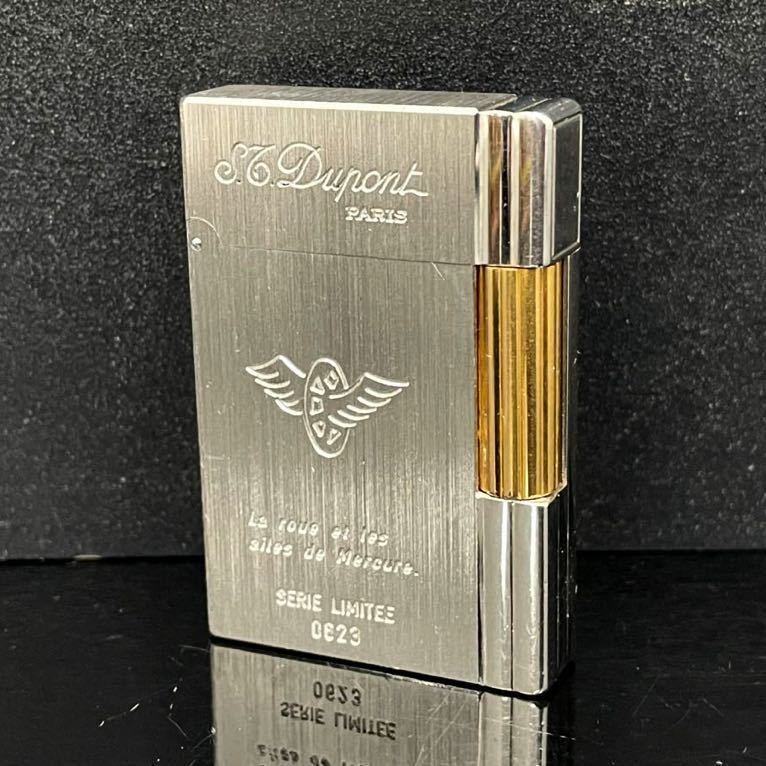 S.T. Dupont
PARIS
La roue et les
ailes de Mercure.
SERIE LIMITEE
0623